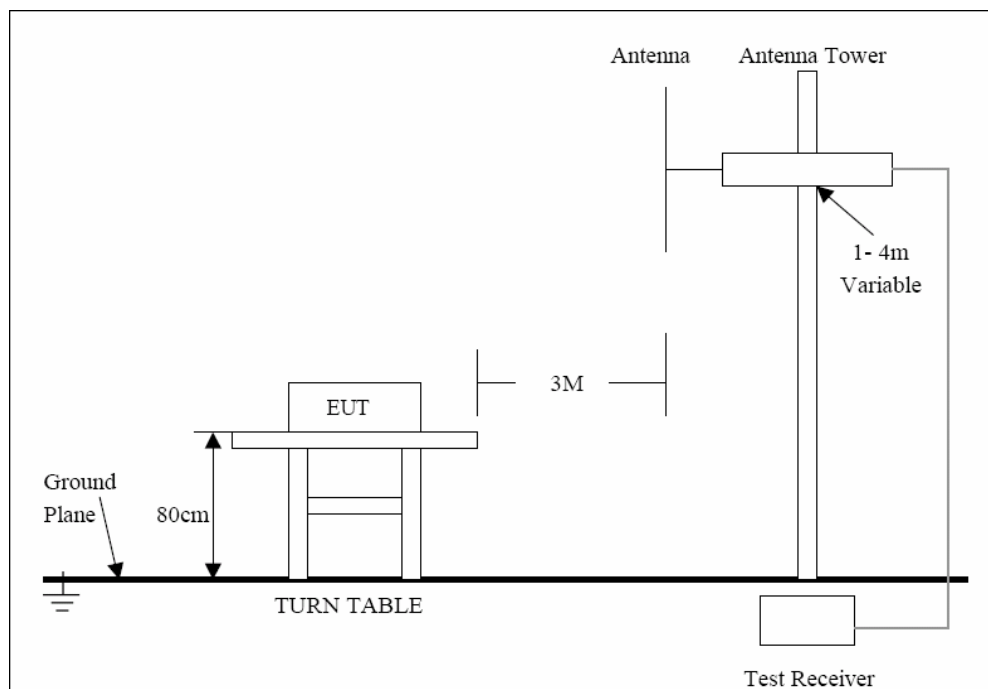 Antenna
Antenna Tower
1- 4m
Variable
3M
EUT
Ground
Plane
80cm
TURN TABLE
Test Receiver